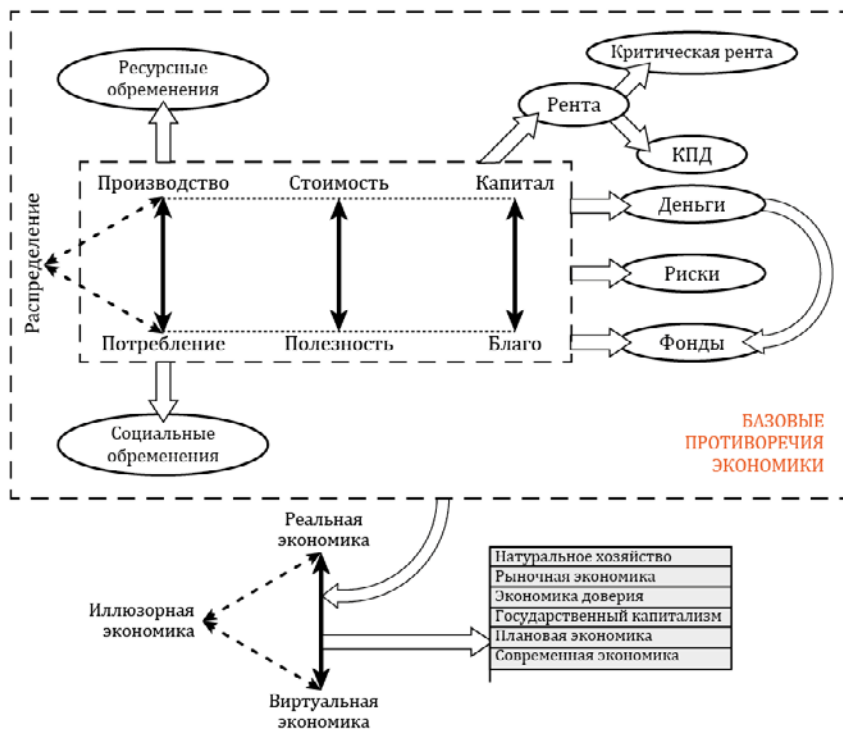 Критическая рента
Ресурсные
обременения
Рента
КПД
Производство
Стоимость
Капитал
Деньги
Распределение
Риски
Потребление
Полезность
Благо
Фонды
Социальные
обременения
БАЗОВЫЕ
ПРОТИВОРЕЧИЯ
ЭКОНОМИКИ
Реальная
экономика
Натуральное хозяйство
Рыночная экономика
Экономика доверия
Государственный капитализм
Плановая экономика
Современная экономика
Иллюзорная
экономика
Виртуальная
экономика